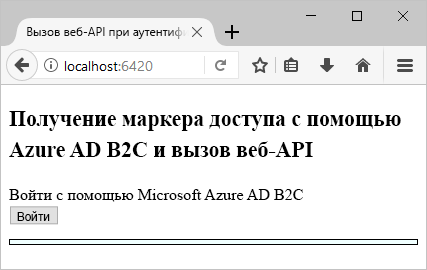 Вызов веб-API при аутентиф
localhost:6420
Получение маркера доступа с помощью
Azure AD B2C и вызов веб-API
Войти с помощью Microsoft Azure AD B2C
Войти